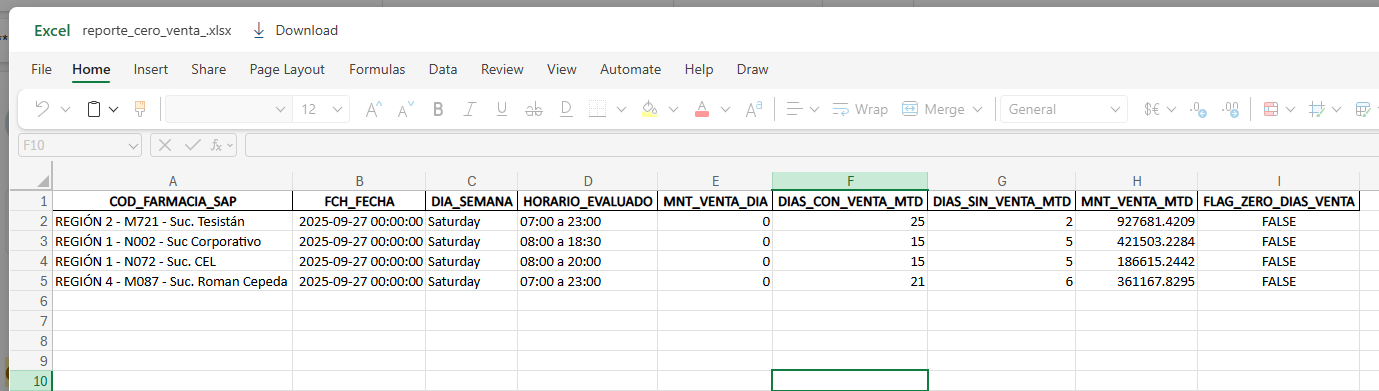 Excel reporte_cero_venta_.xlsx Download
File Home Insert Share Page Layout Formulas Data Review View Automate Help Draw
12 A^ A˅ B I U ab D A Aª Wrap Merge General $€ .0 .00
F10 fx
A B C D E F G H I
1 COD_FARMACIA_SAP FCH_FECHA DIA_SEMANA HORARIO_EVALUADO MNT_VENTA_DIA DIAS_CON_VENTA_MTD DIAS_SIN_VENTA_MTD MNT_VENTA_MTD FLAG_ZERO_DIAS_VENTA
2 REGIÓN 2 - M721 - Suc. Tesistán 2025-09-27 00:00:00 Saturday 07:00 a 23:00 0 25 2 927681.4209 FALSE
3 REGIÓN 1 - N002 - Suc Corporativo 2025-09-27 00:00:00 Saturday 08:00 a 18:30 0 15 5 421503.2284 FALSE
4 REGIÓN 1 - N072 - Suc. CEL 2025-09-27 00:00:00 Saturday 08:00 a 20:00 0 15 5 186615.2442 FALSE
5 REGIÓN 4 - M087 - Suc. Roman Cepeda 2025-09-27 00:00:00 Saturday 07:00 a 23:00 0 21 6 361167.8295 FALSE
6
7
8
9
10